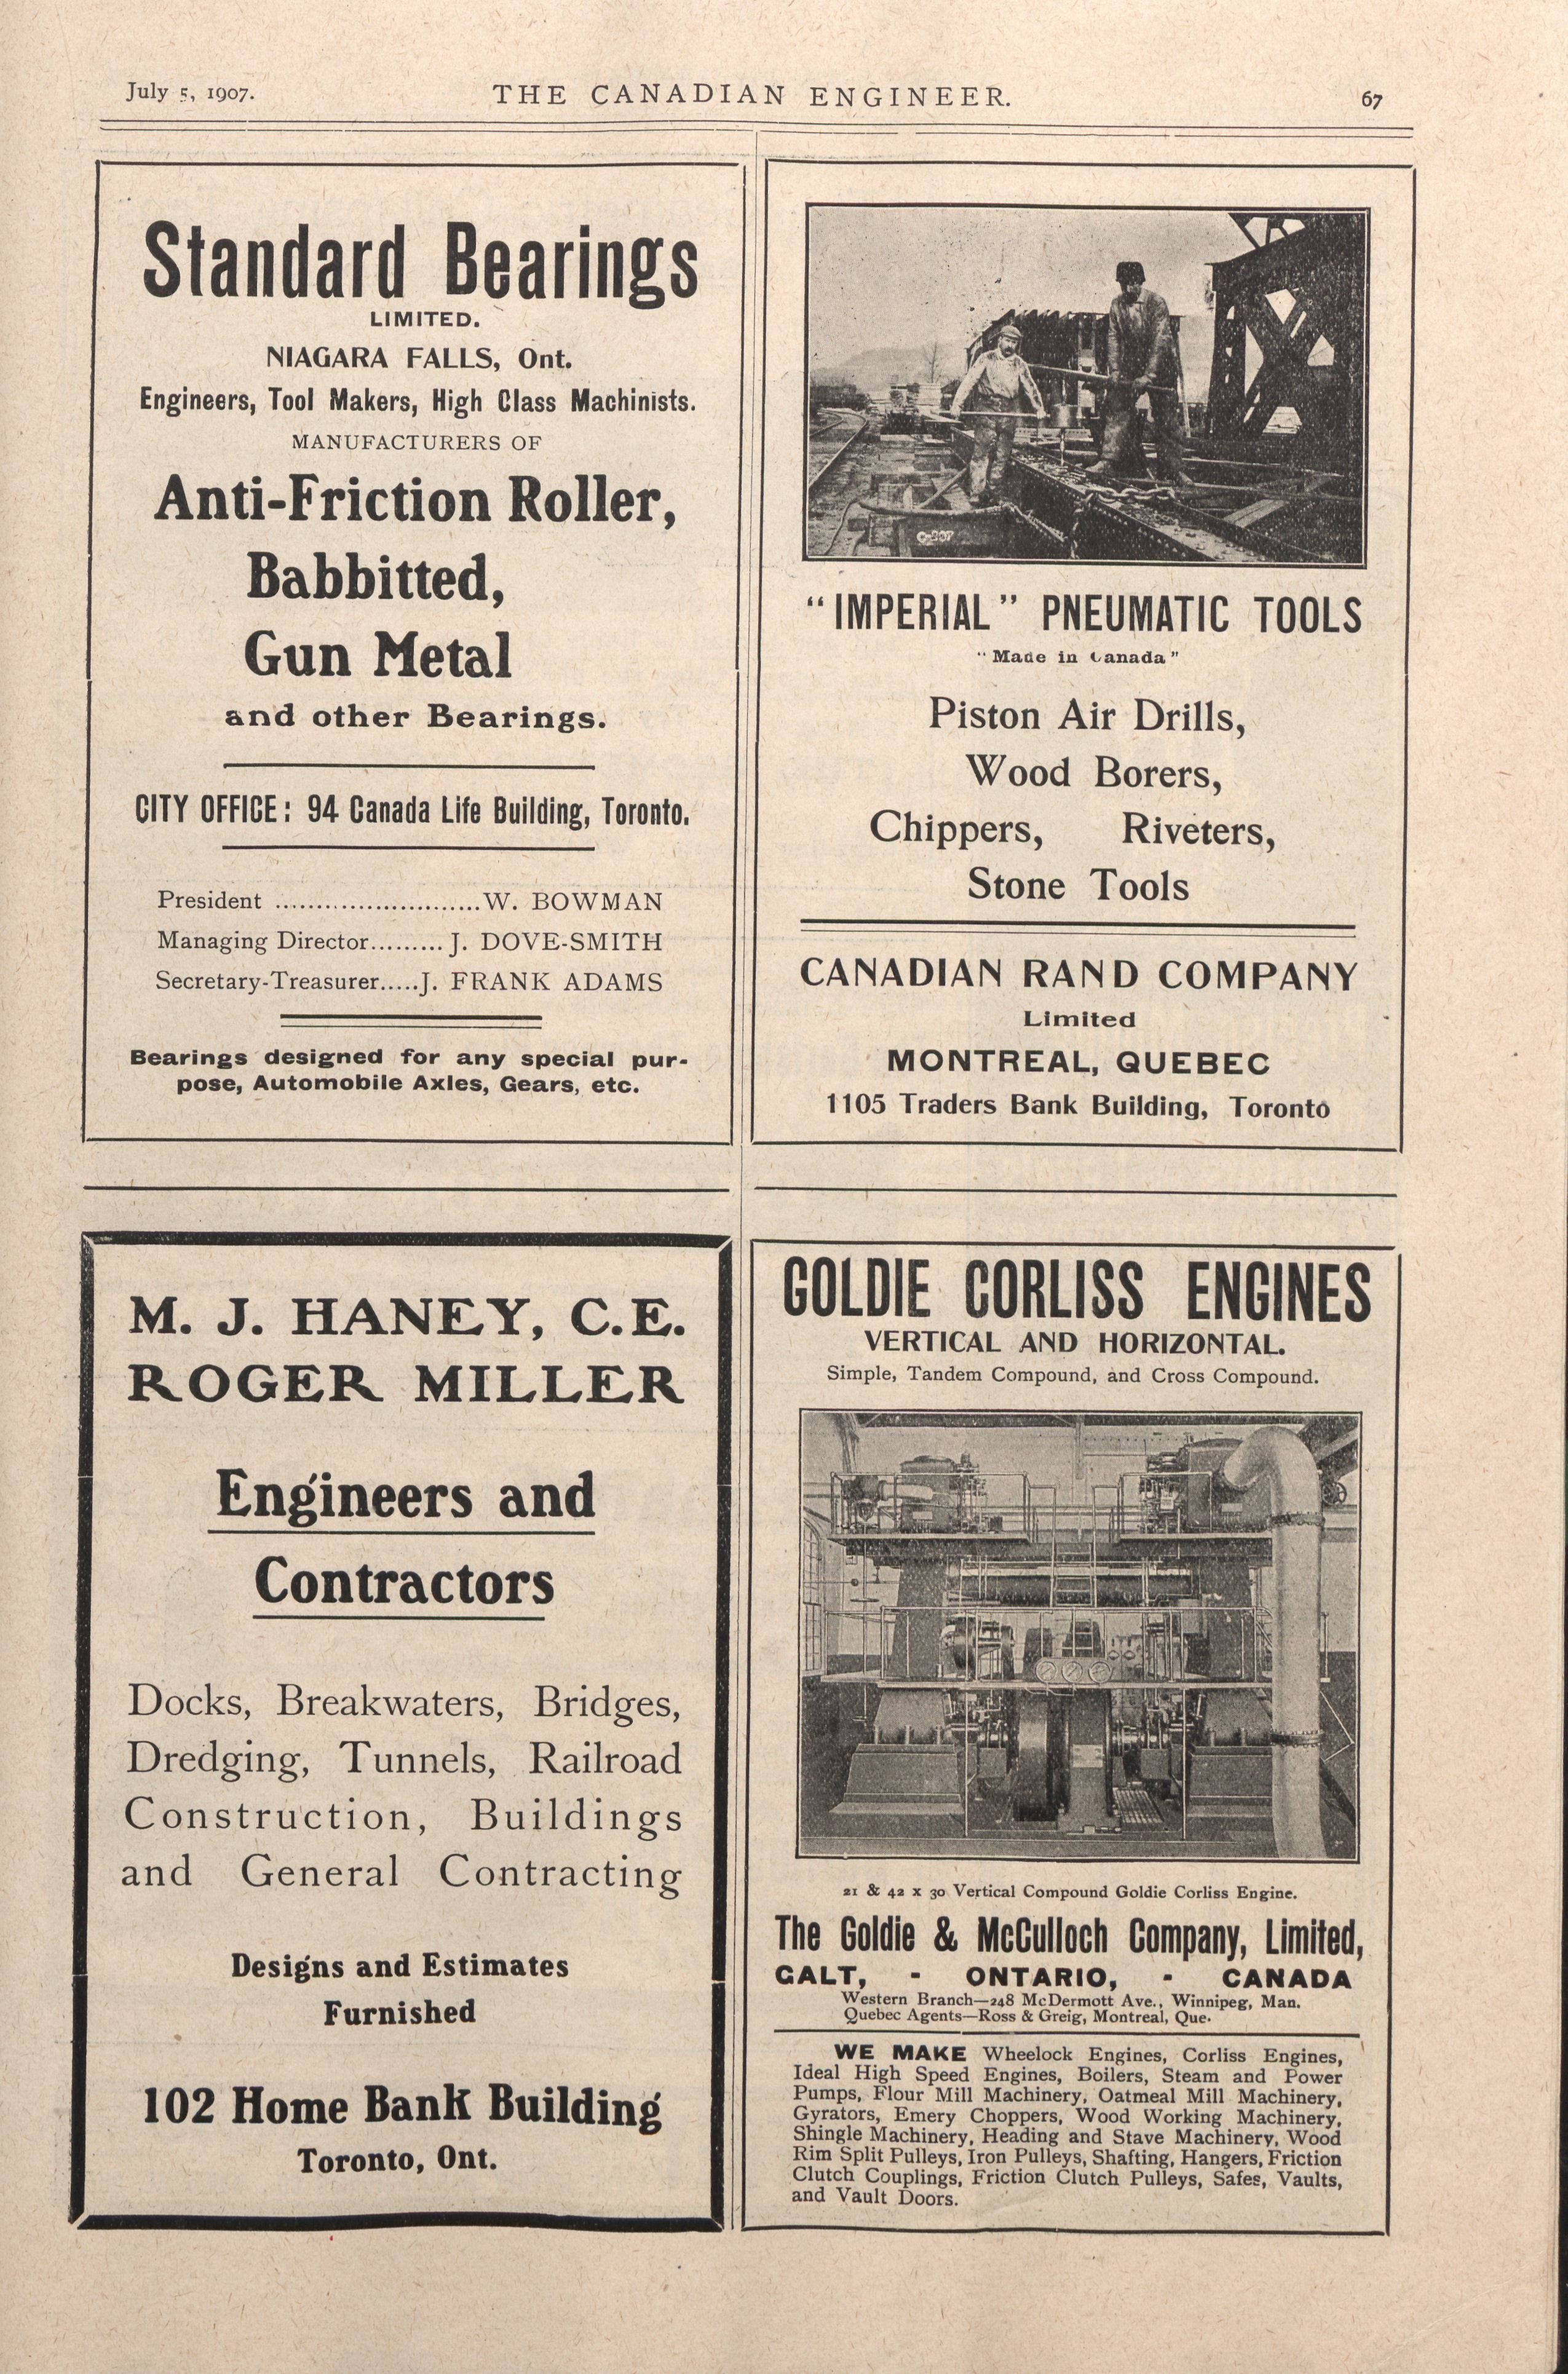 July 5, 1907.
THE CANADIAN ENGINEER.
67
Standard Bearings
LIMITED.
NIAGARA FALLS, Ont.
Engineers, Tool Makers, High Class Machinists.
MANUFACTURERS OF
Anti-Friction Roller,
Babbitted,
Gun Metal
and other Bearings.
CITY OFFICE: 94 Canada Life Building, Toronto.
President .........................W. BOWMAN
Managing Director.........J. DOVE-SMITH
Secretary-Treasurer.....J. FRANK ADAMS
Bearings designed for any special pur-
pose, Automobile Axles, Gears, etc.
"IMPERIAL" PNEUMATIC TOOLS
"Made in Canada"
Piston Air Drills,
Wood Borers,
Chippers, Riveters,
Stone Tools
CANADIAN RAND COMPANY
Limited
MONTREAL, QUEBEC
1105 Traders Bank Building, Toronto
M. J. HANEY, C.E.
ROGER MILLER
Engineers and
Contractors
Docks, Breakwaters, Bridges,
Dredging, Tunnels, Railroad
Construction, Buildings
and General Contracting
Designs and Estimates
Furnished
102 Home Bank Building
Toronto, Ont.
GOLDIE CORLISS ENGINES
VERTICAL AND HORIZONTAL.
Simple, Tandem Compound, and Cross Compound.
21 & 42 x 30 Vertical Compound Goldie Corliss Engine.
The Goldie & McCulloch Company, Limited,
GALT, - ONTARIO, - CANADA
Western Branch—248 McDermott Ave., Winnipeg, Man.
Quebec Agents—Ross & Greig, Montreal, Que.
WE MAKE Wheelock Engines, Corliss Engines,
Ideal High Speed Engines, Boilers, Steam and Power
Pumps, Flour Mill Machinery, Oatmeal Mill Machinery,
Gyrators, Emery Choppers, Wood Working Machinery,
Shingle Machinery, Heading and Stave Machinery, Wood
Rim Split Pulleys, Iron Pulleys, Shafting, Hangers, Friction
Clutch Couplings, Friction Clutch Pulleys, Safes, Vaults,
and Vault Doors.